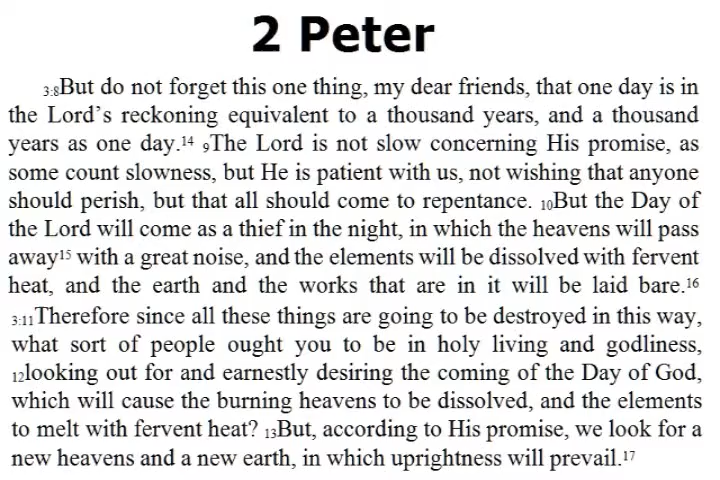 2 Peter
3:8But do not forget this one thing, my dear friends, that one day is in
the Lord’s reckoning equivalent to a thousand years, and a thousand
years as one day.14 9The Lord is not slow concerning His promise, as
some count slowness, but He is patient with us, not wishing that anyone
should perish, but that all should come to repentance. 10But the Day of
the Lord will come as a thief in the night, in which the heavens will pass
away15 with a great noise, and the elements will be dissolved with fervent
heat, and the earth and the works that are in it will be laid bare.16
3:11Therefore since all these things are going to be destroyed in this way,
what sort of people ought you to be in holy living and godliness,
12looking out for and earnestly desiring the coming of the Day of God,
which will cause the burning heavens to be dissolved, and the elements
to melt with fervent heat? 13But, according to His promise, we look for a
new heavens and a new earth, in which uprightness will prevail.17